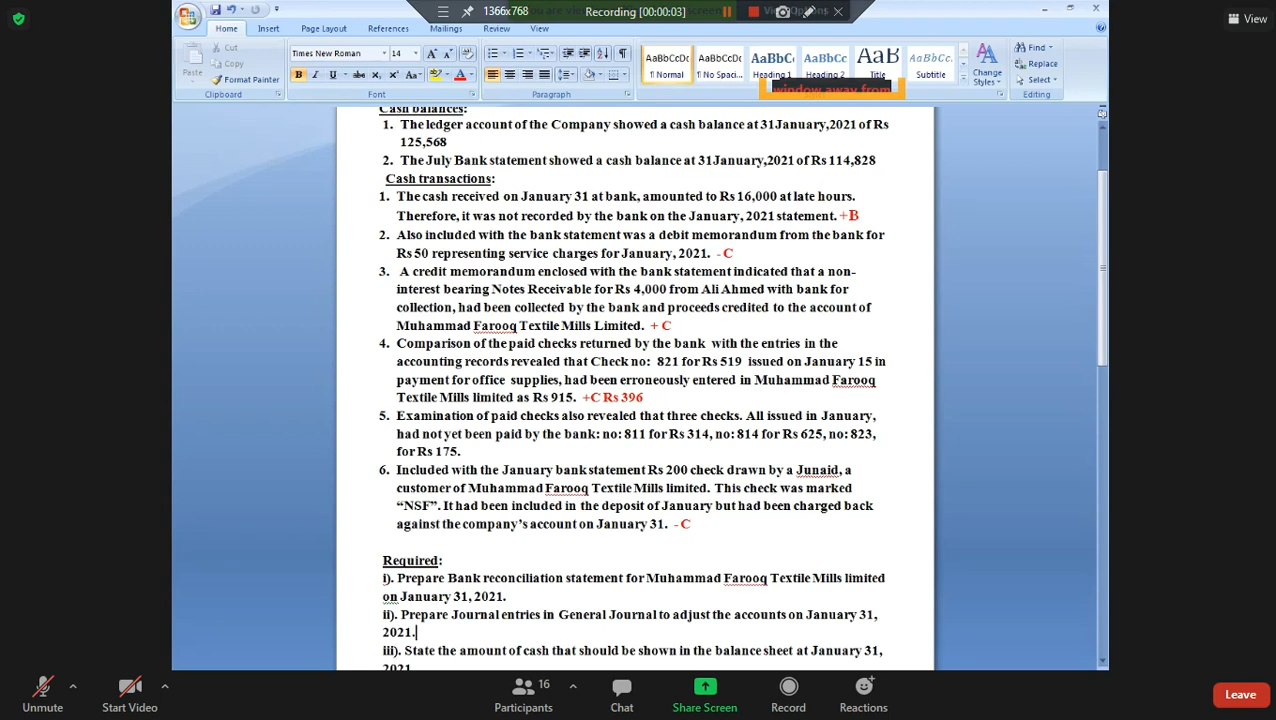 1366x768
Recording [00:00:03]
View
Home Insert Page Layout References Mailings Review View
Cut
Copy
Format Painter
Paste
Times New Roman 14
B I U abc X₂ X² Aa
AaBbCcDc AaBbCcDc AaBbC AaBbCc AaB AaBbCc.
¶ Normal ¶ No Spaci... Heading 1 Heading 2 Title Subtitle
Change Styles
Find
Replace
Select
Clipboard Font Paragraph Editing
window away from
Cash balances:
1. The ledger account of the Company showed a cash balance at 31January,2021 of Rs
125,568
2. The July Bank statement showed a cash balance at 31January,2021 of Rs 114,828
Cash transactions:
1. The cash received on January 31 at bank, amounted to Rs 16,000 at late hours.
Therefore, it was not recorded by the bank on the January, 2021 statement. +B
2. Also included with the bank statement was a debit memorandum from the bank for
Rs 50 representing service charges for January, 2021. - C
3. A credit memorandum enclosed with the bank statement indicated that a non-
interest bearing Notes Receivable for Rs 4,000 from Ali Ahmed with bank for
collection, had been collected by the bank and proceeds credited to the account of
Muhammad Farooq Textile Mills Limited. + C
4. Comparison of the paid checks returned by the bank with the entries in the
accounting records revealed that Check no: 821 for Rs 519 issued on January 15 in
payment for office supplies, had been erroneously entered in Muhammad Farooq
Textile Mills limited as Rs 915. +C Rs 396
5. Examination of paid checks also revealed that three checks. All issued in January,
had not yet been paid by the bank: no: 811 for Rs 314, no: 814 for Rs 625, no: 823,
for Rs 175.
6. Included with the January bank statement Rs 200 check drawn by a Junaid, a
customer of Muhammad Farooq Textile Mills limited. This check was marked
“NSF”. It had been included in the deposit of January but had been charged back
against the company’s account on January 31. - C
Required:
i). Prepare Bank reconciliation statement for Muhammad Farooq Textile Mills limited
on January 31, 2021.
ii). Prepare Journal entries in General Journal to adjust the accounts on January 31,
2021.
iii). State the amount of cash that should be shown in the balance sheet at January 31,
2021.
Unmute
Start Video
16
Participants
Chat
Share Screen
Record
Reactions
Leave